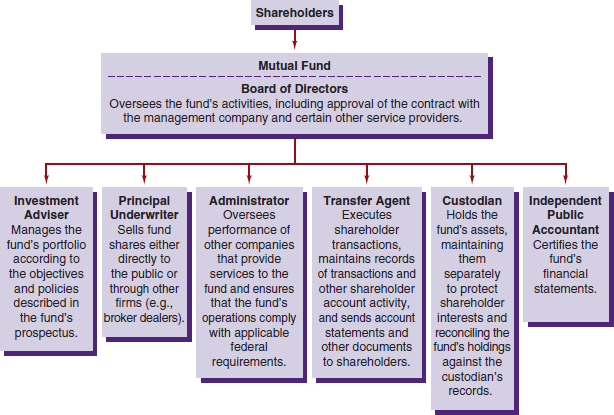 Shareholders
Mutual Fund
Board of Directors
Oversees the fund's activities, including approval of the contract with
the management company and certain other service providers.
Investment
Adviser
Manages the
fund's portfolio
according to
the objectives
and policies
described in
the fund's
prospectus.
Principal
Underwriter
Sells fund
shares either
directly to
the public or
through other
firms (e.g.,
broker dealers).
Administrator
Oversees
performance of
other companies
that provide
services to the
fund and ensures
that the fund's
operations comply
with applicable
federal
requirements.
Transfer Agent
Executes
shareholder
transactions,
maintains records
of transactions and
other shareholder
account activity,
and sends account
statements and
other documents
to shareholders.
Custodian
Holds the
fund's assets,
maintaining
them
separately
to protect
shareholder
interests and
reconciling the
fund's holdings
against the
custodian's
records.
Independent
Public
Accountant
Certifies the
fund's
financial
statements.